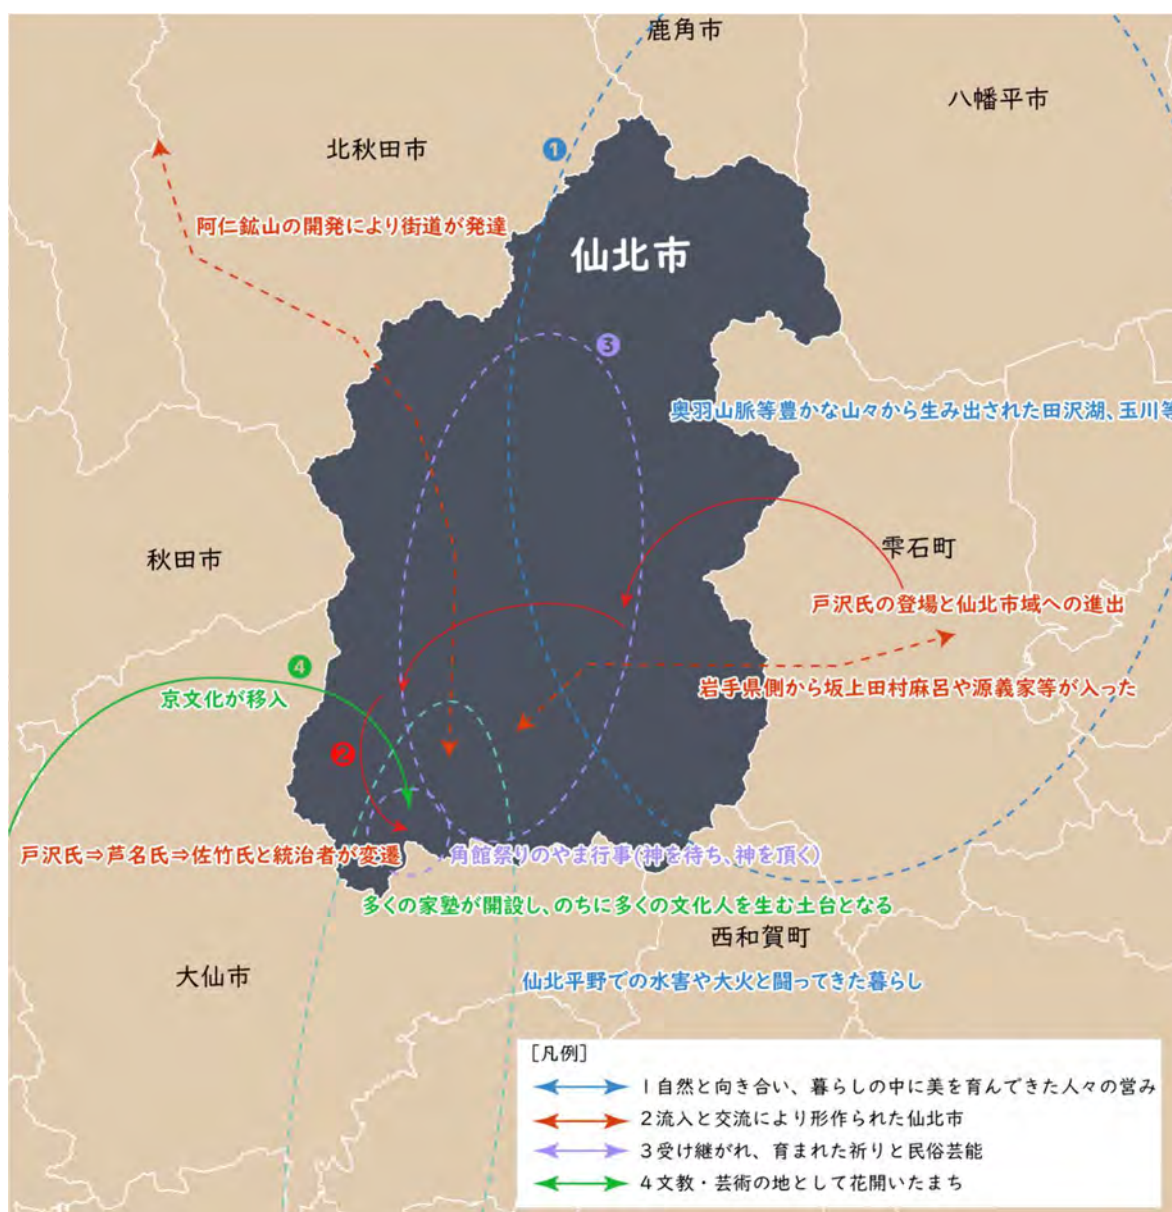 鹿角市
八幡平市
北秋田市
❶
阿仁鉱山の開発により街道が発達
仙北市
❸
奥羽山脈等豊かな山々から生み出された田沢湖、玉川等
秋田市
雫石町
戸沢氏の登場と仙北市域への進出
❹
京文化が移入
岩手県側から坂上田村麻呂や源義家等が入った
❷
戸沢氏⇒芦名氏⇒佐竹氏と統治者が変遷
角館祭りのやま行事(神を待ち、神を頂く)
多くの家塾が開設し、のちに多くの文化人を生む土台となる
西和賀町
大仙市
仙北平野での水害や大火と闘ってきた暮らし
[凡例]
1自然と向き合い、暮らしの中に美を育んできた人々の営み
2流入と交流により形作られた仙北市
3受け継がれ、育まれた祈りと民俗芸能
4文教・芸術の地として花開いたまち